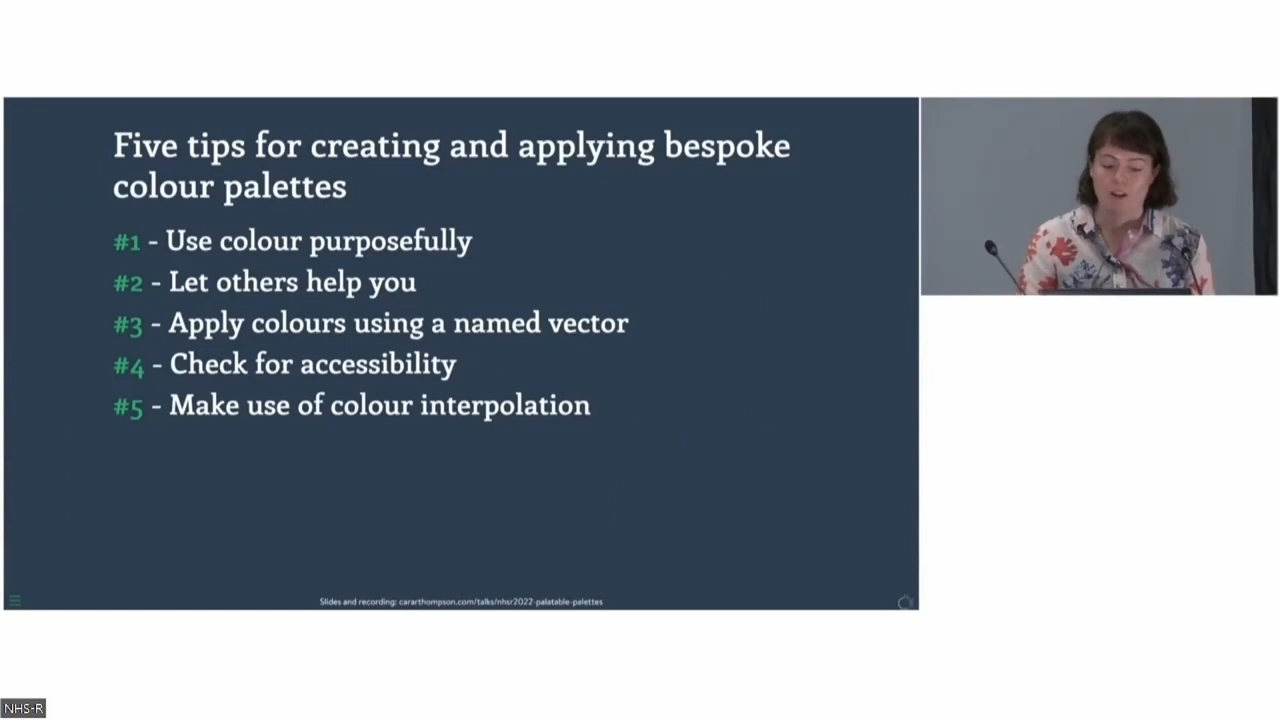 Five tips for creating and applying bespoke
colour palettes
#1 - Use colour purposefully
#2 - Let others help you
#3 - Apply colours using a named vector
#4 - Check for accessibility
#5 - Make use of colour interpolation
Slides and recording: cararthompson.com/talks/nhsr2022-palatable-palettes
NHS-R